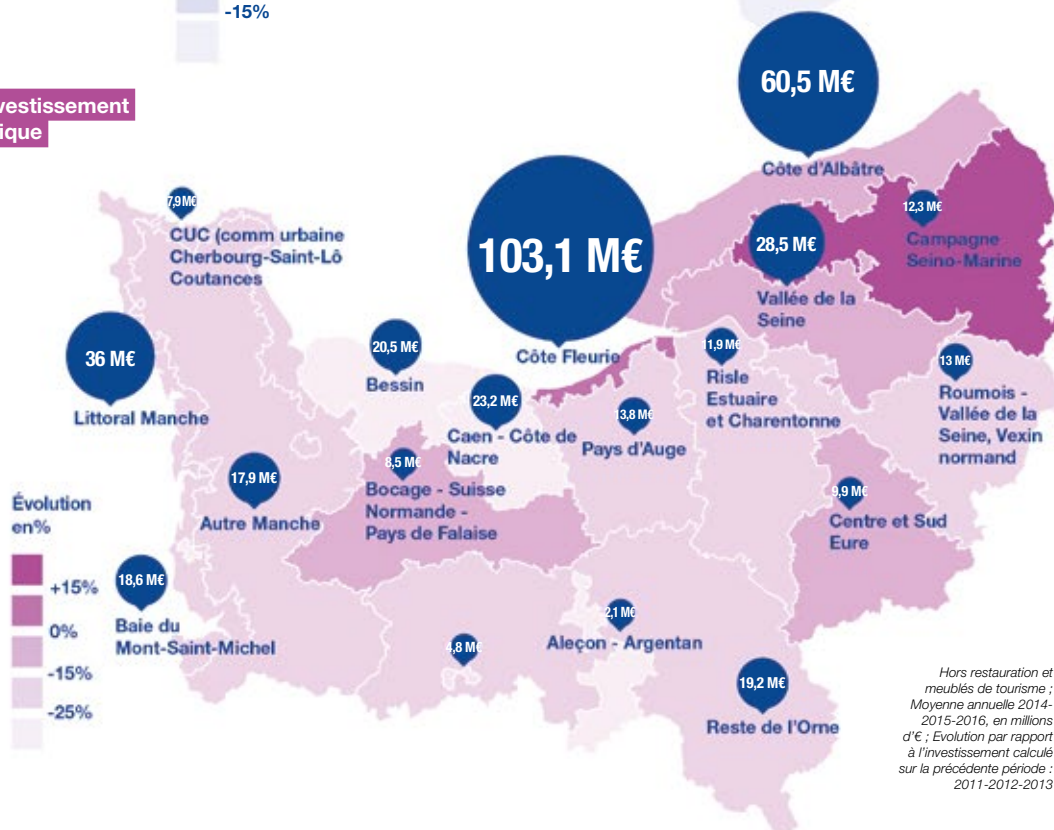 -15%
vestissement
ique
60,5 M€
Côte d'Albâtre
7,9 M€
CUC (comm urbaine
Cherbourg-Saint-Lô
Coutances
103,1 M€
Côte Fleurie
28,5 M€
Vallée de la
Seine
12,3 M€
Campagne
Seino-Marine
36 M€
Littoral Manche
20,5 M€
Bessin
23,2 M€
Caen - Côte de
Nacre
13,8 M€
Pays d'Auge
11,9 M€
Risle
Estuaire
et Charentonne
13 M€
Roumois -
Vallée de la
Seine, Vexin
normand
17,9 M€
Autre Manche
8,5 M€
Bocage - Suisse
Normande -
Pays de Falaise
9,9 M€
Centre et Sud
Eure
Évolution
en%
+15%
0%
-15%
-25%
18,6 M€
Baie du
Mont-Saint-Michel
4,8 M€
2,1 M€
Aleçon - Argentan
19,2 M€
Reste de l'Orne
Hors restauration et
meublés de tourisme ;
Moyenne annuelle 2014-
2015-2016, en millions
d'€ ; Evolution par rapport
à l'investissement calculé
sur la précédente période :
2011-2012-2013